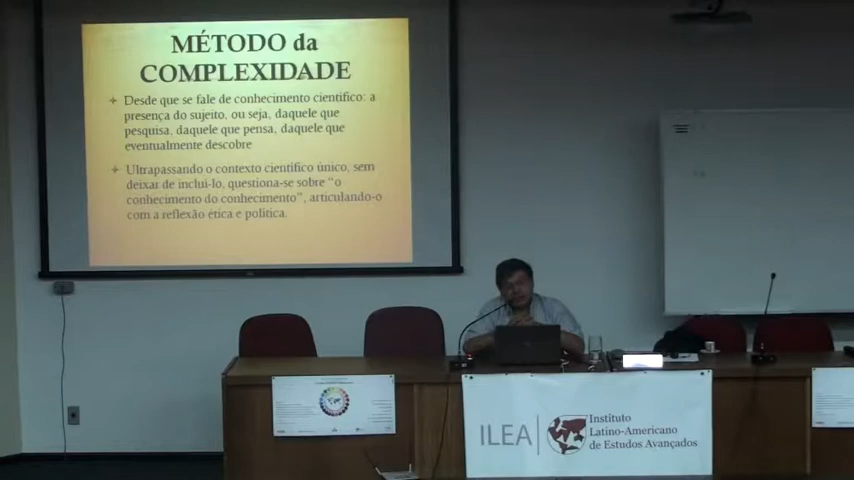 MÉTODO da
COMPLEXIDADE
Desde que se fale de conhecimento científico: a
presença do sujeito, ou seja, daquele que
pesquisa, daquele que pensa, daquele que
eventualmente descobre
Ultrapassando o contexto científico único, sem
deixar de incluí-lo, questiona-se sobre "o
conhecimento do conhecimento", articulando-o
com a reflexão ética e política.
ILEA
Instituto
Latino-Americano
de Estudos Avançados